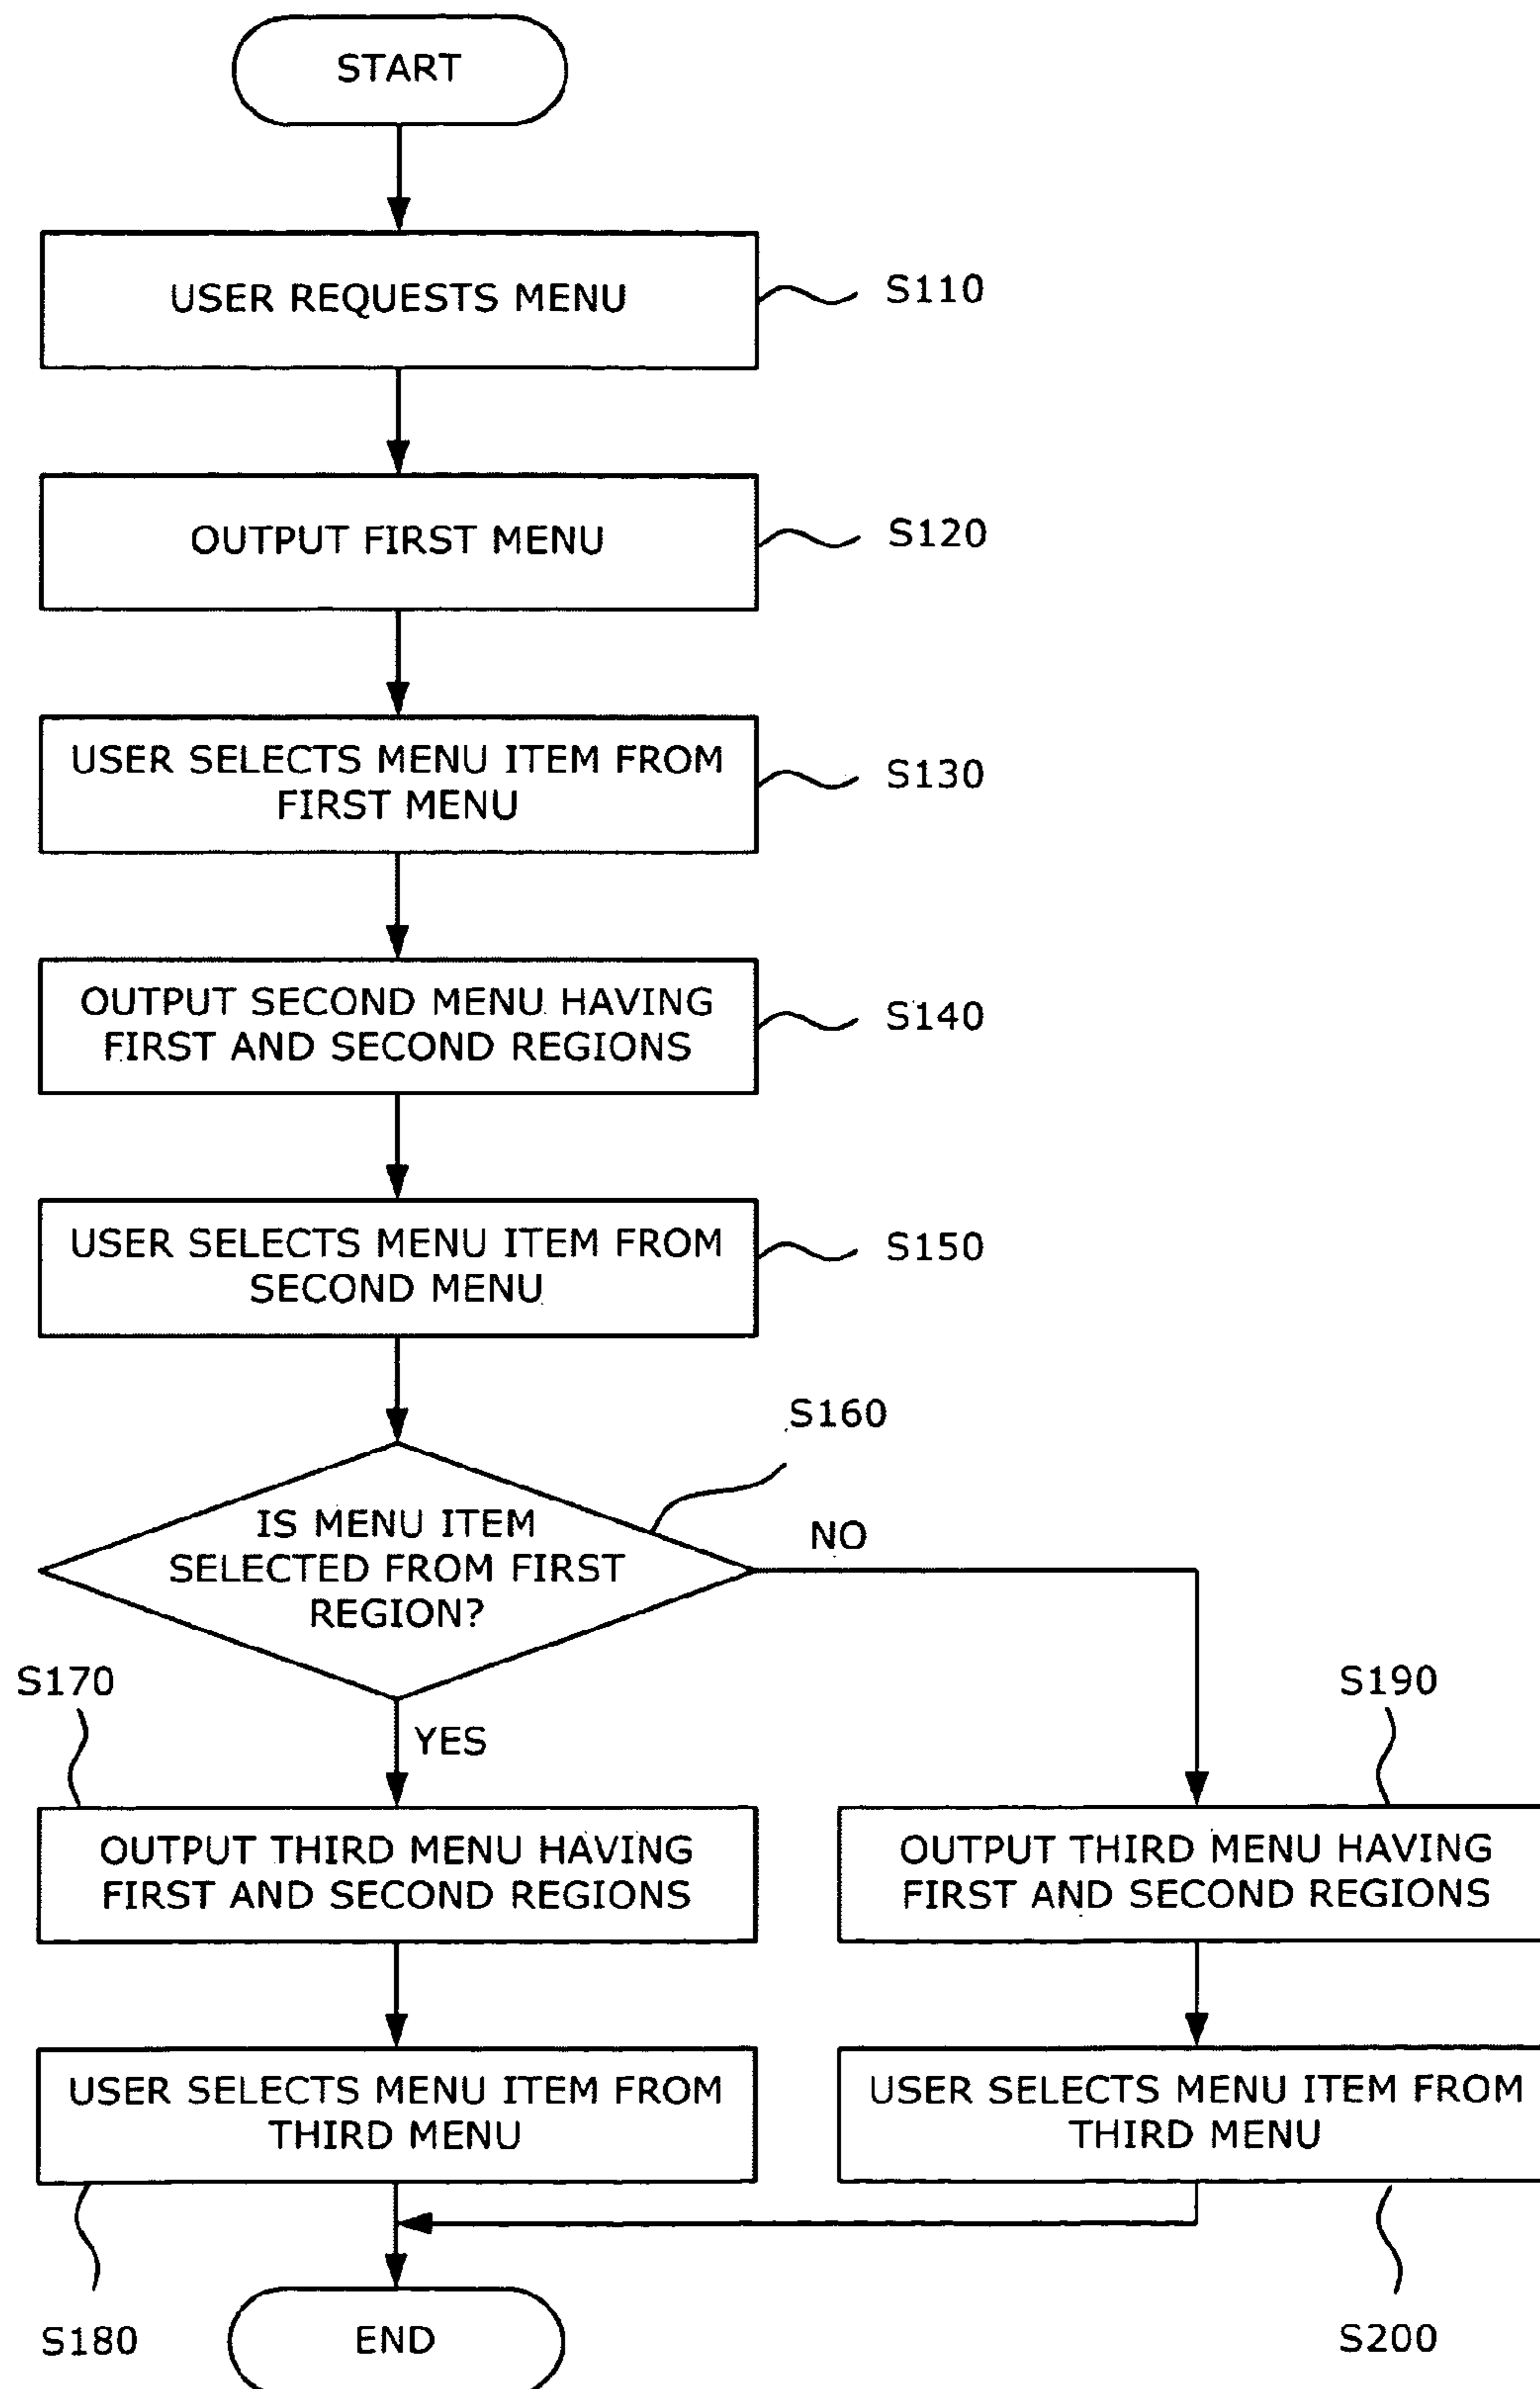 START
USER REQUESTS MENU
S110
OUTPUT FIRST MENU
S120
USER SELECTS MENU ITEM FROM
FIRST MENU
S130
OUTPUT SECOND MENU HAVING
FIRST AND SECOND REGIONS
S140
USER SELECTS MENU ITEM FROM
SECOND MENU
S150
S160
IS MENU ITEM
SELECTED FROM FIRST
REGION?
NO
YES
S170
S190
OUTPUT THIRD MENU HAVING
FIRST AND SECOND REGIONS
OUTPUT THIRD MENU HAVING
FIRST AND SECOND REGIONS
USER SELECTS MENU ITEM FROM
THIRD MENU
USER SELECTS MENU ITEM FROM
THIRD MENU
S180
END
S200